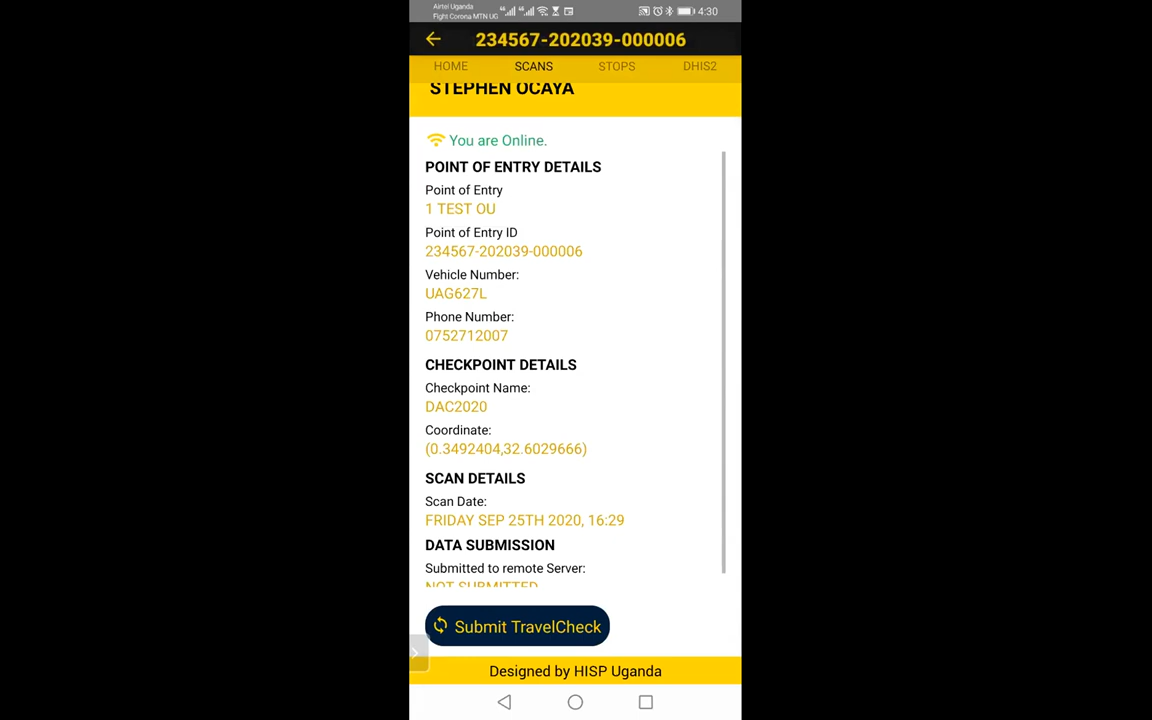 Airtel Uganda
Fight Corona MTN UG
4:30
234567-202039-000006
HOME SCANS STOPS DHIS2
STEPHEN OCAYA
You are Online.
POINT OF ENTRY DETAILS
Point of Entry
1 TEST OU
Point of Entry ID
234567-202039-000006
Vehicle Number:
UAG627L
Phone Number:
0752712007
CHECKPOINT DETAILS
Checkpoint Name:
DAC2020
Coordinate:
(0.3492404,32.6029666)
SCAN DETAILS
Scan Date:
FRIDAY SEP 25TH 2020, 16:29
DATA SUBMISSION
Submitted to remote Server:
NOT SUBMITTED
Submit TravelCheck
Designed by HISP Uganda